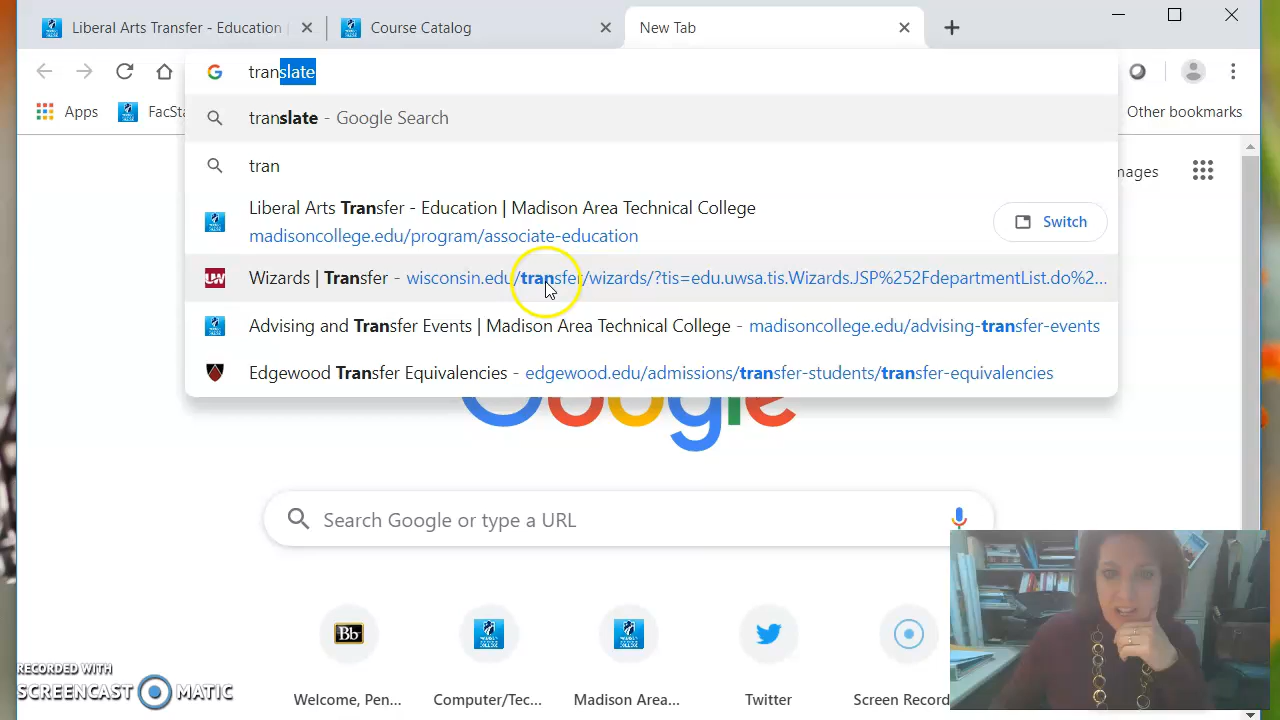 Liberal Arts Transfer - Education
Course Catalog
New Tab
translate
Apps
FacSta
Other bookmarks
translate - Google Search
tran
mages
Liberal Arts Transfer - Education | Madison Area Technical College
madisoncollege.edu/program/associate-education
Switch
Wizards | Transfer - wisconsin.edu/transfer/wizards/?tis=edu.uwsa.tis.Wizards.JSP%252FdepartmentList.do%2...
Advising and Transfer Events | Madison Area Technical College - madisoncollege.edu/advising-transfer-events
Edgewood Transfer Equivalencies - edgewood.edu/admissions/transfer-students/transfer-equivalencies
Google
Search Google or type a URL
Bb
Welcome, Pen...
Computer/Tec...
Madison Area...
Twitter
Screen Record
RECORDED WITH
SCREENCAST MATIC